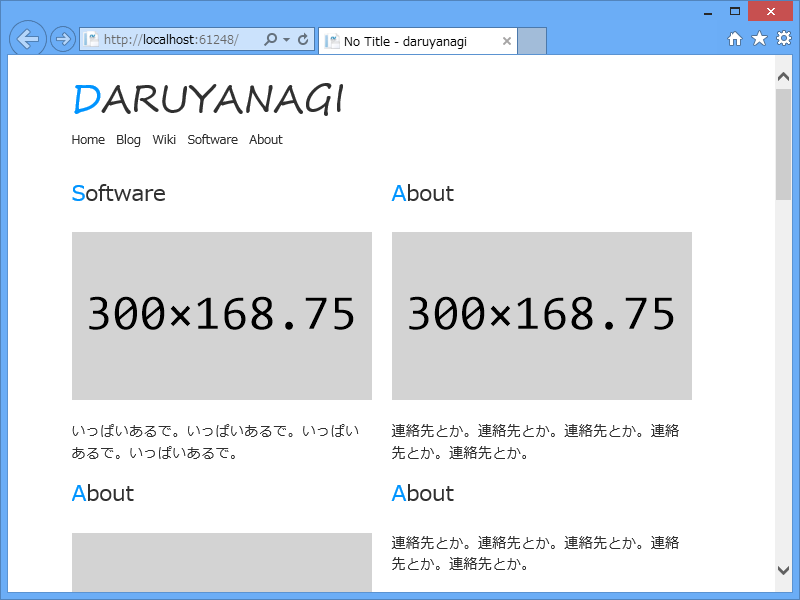 http://localhost:61248/
No Title - daruyanagi
DARUYANAGI
Home Blog Wiki Software About
Software
300×168.75
いっぱいあるで。いっぱいあるで。いっぱい
あるで。いっぱいあるで。
About
300×168.75
連絡先とか。連絡先とか。連絡先とか。連絡
先とか。連絡先とか。
About
About
連絡先とか。連絡先とか。連絡先とか。連絡
先とか。連絡先とか。